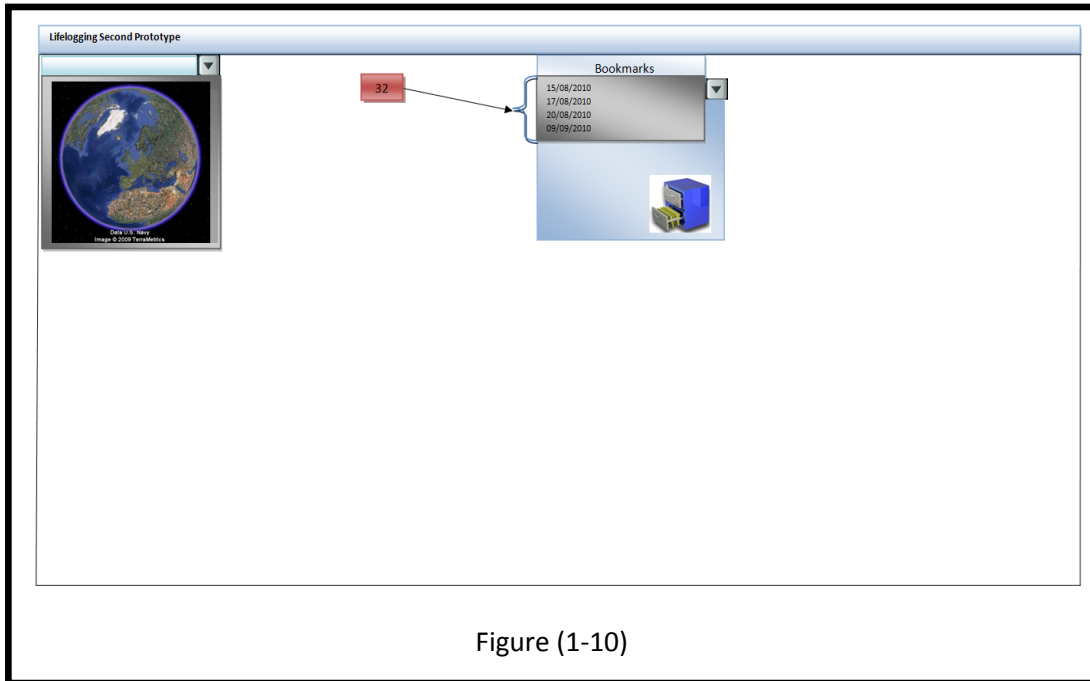 Lifelogging Second Prototype
Bookmarks
32
15/08/2010
17/08/2010
20/08/2010
09/09/2010
Data U.S. Navy
Image © 2009 TerraMetrics
Figure (1-10)